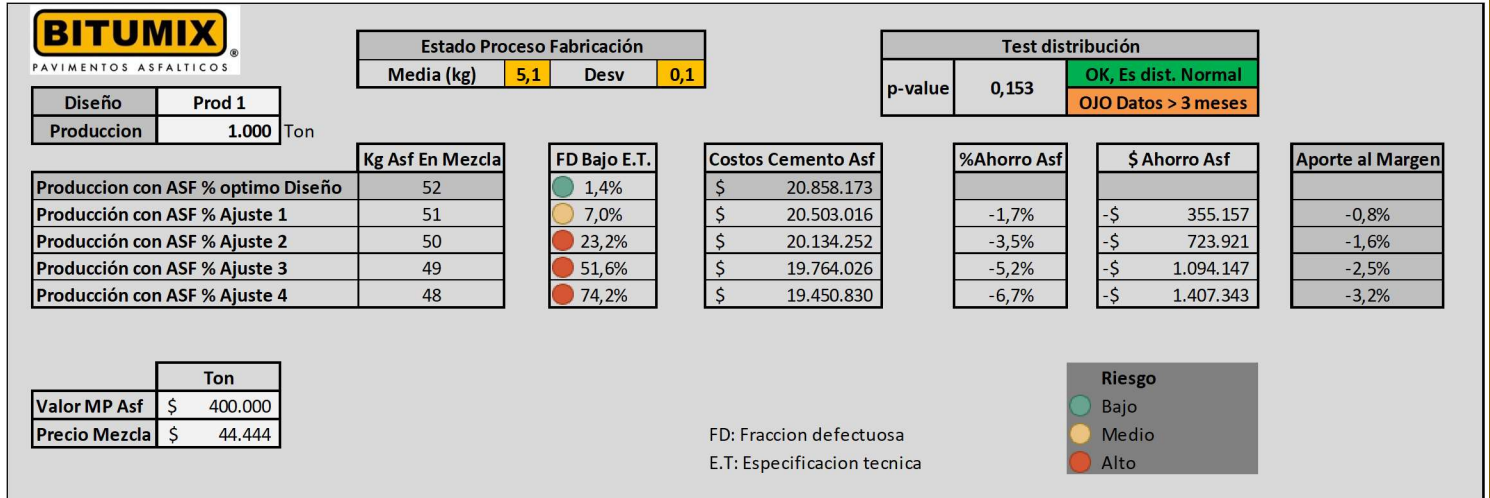 BITUMIX®
PAVIMENTOS ASFALTICOS
Estado Proceso Fabricación
Media (kg) 5,1 Desv 0,1
Test distribución
p-value 0,153 OK, Es dist. Normal
OJO Datos > 3 meses
Diseño Prod 1
Produccion 1.000 Ton
Kg Asf En Mezcla FD Bajo E.T. Costos Cemento Asf %Ahorro Asf $ Ahorro Asf Aporte al Margen
Produccion con ASF % optimo Diseño 52 1,4% $ 20.858.173
Producción con ASF % Ajuste 1 51 7,0% $ 20.503.016 -1,7% -$ 355.157 -0,8%
Producción con ASF % Ajuste 2 50 23,2% $ 20.134.252 -3,5% -$ 723.921 -1,6%
Producción con ASF % Ajuste 3 49 51,6% $ 19.764.026 -5,2% -$ 1.094.147 -2,5%
Producción con ASF % Ajuste 4 48 74,2% $ 19.450.830 -6,7% -$ 1.407.343 -3,2%
Ton
Valor MP Asf $ 400.000
Precio Mezcla $ 44.444
FD: Fraccion defectuosa
E.T: Especificacion tecnica
Riesgo
Bajo
Medio
Alto